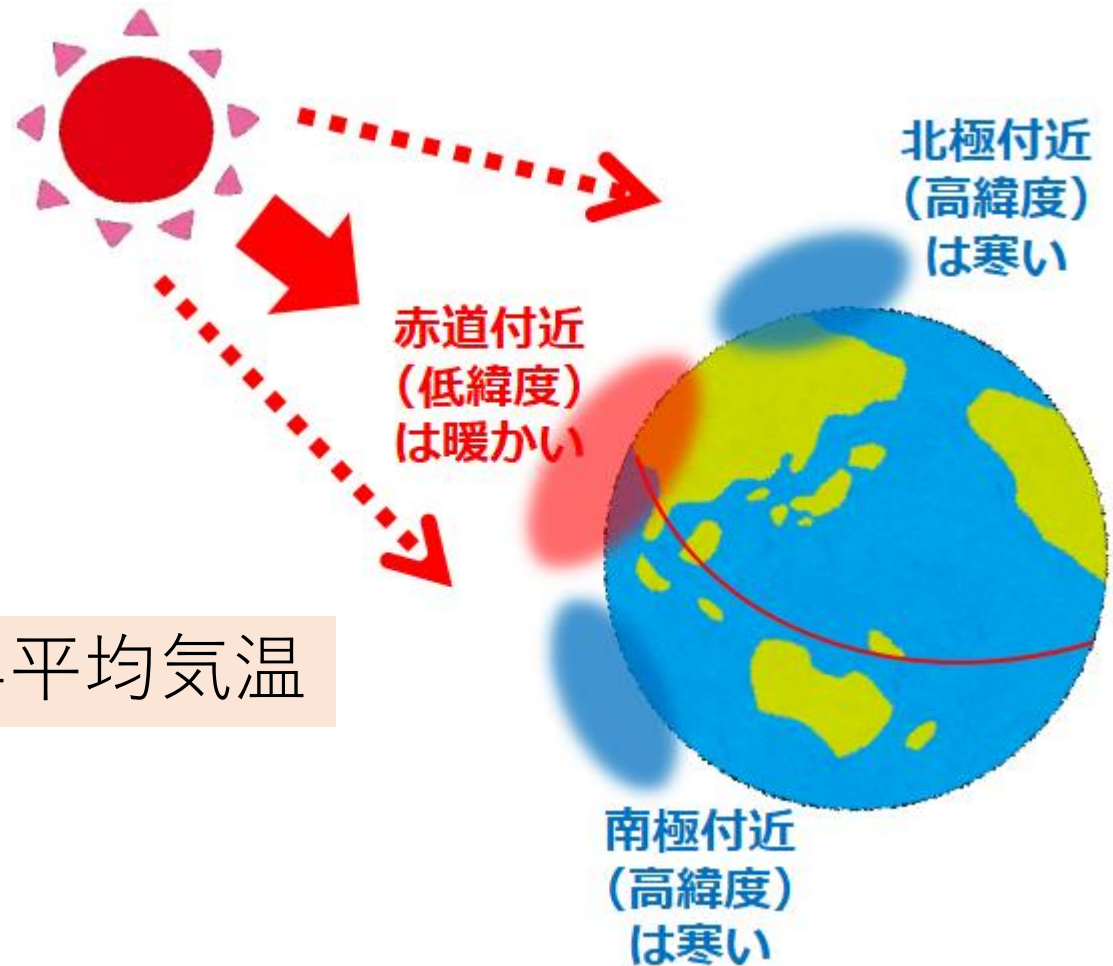 北極付近
(高緯度)
は寒い
赤道付近
(低緯度)
は暖かい
平均気温
南極付近
(高緯度)
は寒い